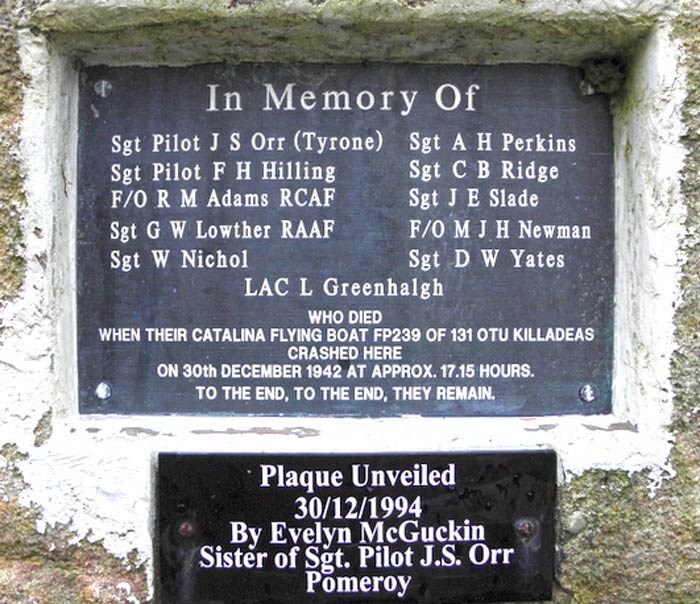 In Memory Of
Sgt Pilot J S Orr (Tyrone) Sgt A H Perkins
Sgt Pilot F H Hilling Sgt C B Ridge
F/O R M Adams RCAF Sgt J E Slade
Sgt G W Lowther RAAF F/O M J H Newman
Sgt W Nichol Sgt D W Yates
LAC L Greenhalgh
WHO DIED
WHEN THEIR CATALINA FLYING BOAT FP239 OF 131 OTU KILLADEAS
CRASHED HERE
ON 30th DECEMBER 1942 AT APPROX. 17.15 HOURS.
TO THE END, TO THE END, THEY REMAIN.
Plaque Unveiled
30/12/1994
By Evelyn McGuckin
Sister of Sgt. Pilot J.S. Orr
Pomeroy